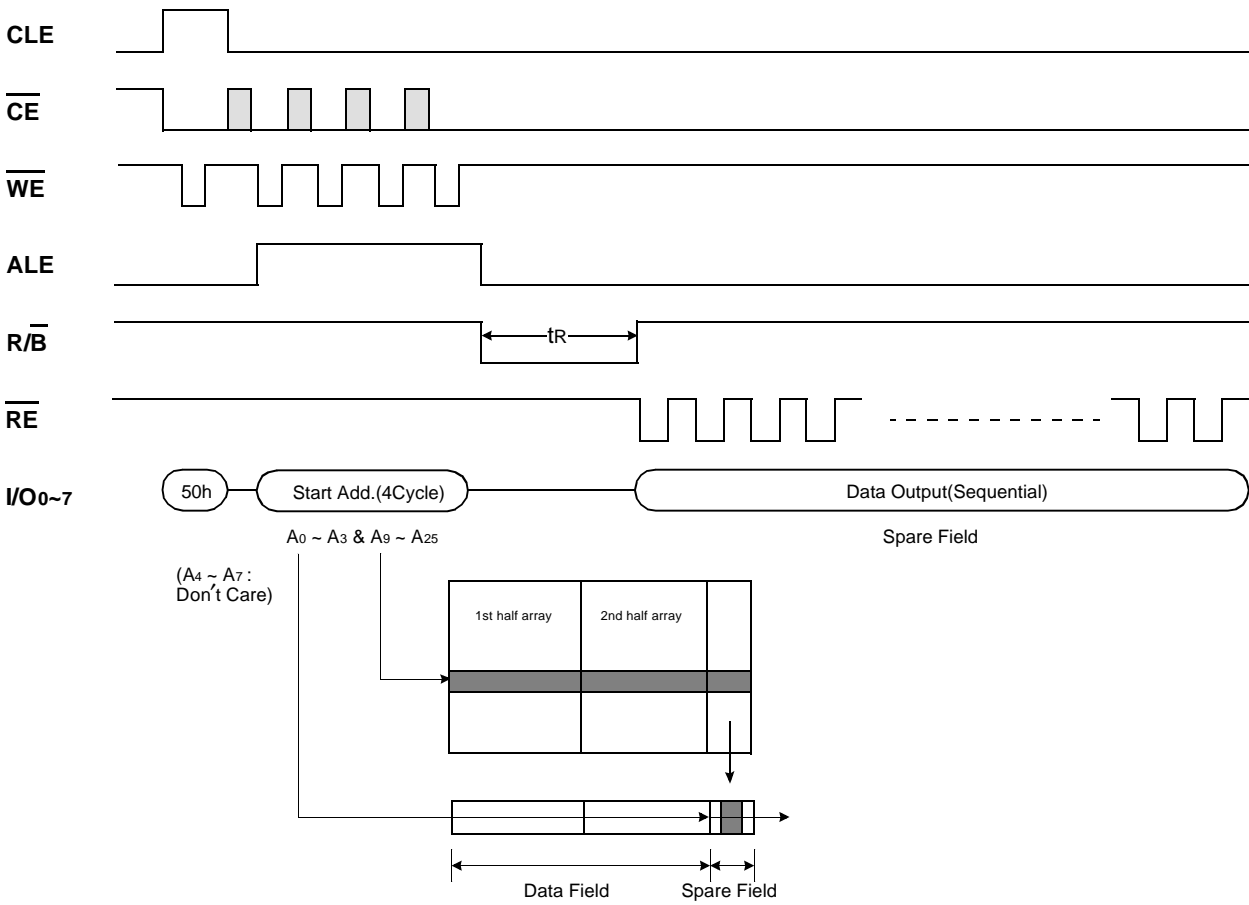 CLE
CE
WE
ALE
R/B
tR
RE
I/O0~7
50h
Start Add.(4Cycle)
Data Output(Sequential)
A0 ~ A3 & A9 ~ A25
Spare Field
(A4 ~ A7 :
Don't Care)
1st half array
2nd half array
Data Field
Spare Field